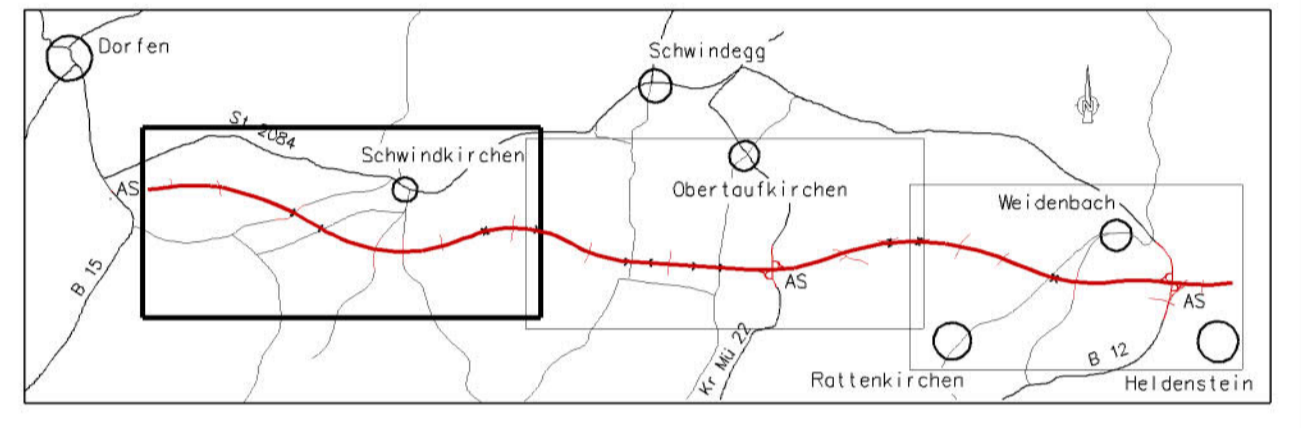 Dorfen
Schwindegg
St 2084
Schwindkirchen
AS
Obertaufkirchen
Weidenbach
B 15
AS
AS
Kr Mü 22
B 12
Rattenkirchen
Heldenstein
N